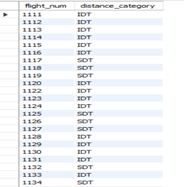 flight_num distance_category
1111 IDT
1112 IDT
1113 IDT
1114 IDT
1115 IDT
1116 IDT
1117 SDT
1118 SDT
1119 SDT
1120 IDT
1121 IDT
1122 IDT
1123 IDT
1124 IDT
1125 SDT
1126 SDT
1127 SDT
1128 IDT
1129 IDT
1130 IDT
1131 IDT
1132 SDT
1133 IDT
1134 SDT